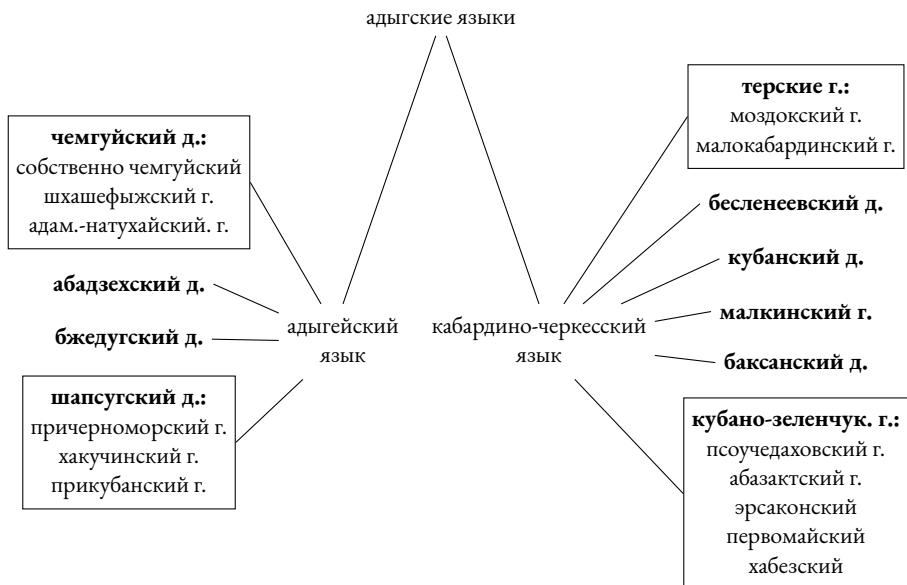 адыгские языки
чемгуйский д.:
собственно чемгуйский
шхашефыжский г.
адам.-натухайский. г.
абадзехский д.
бжедугский д.
шапсугский д.:
причерноморский г.
хакучинский г.
прикубанский г.
адыгейский
язык
кабардино-черкесский
язык
терские г.:
моздокский г.
малокабардинский г.
бесленеевский д.
кубанский д.
малкинский г.
баксанский д.
кубано-зеленчук. г.:
псоучедаховский г.
абазактский г.
эрсаконский
первомайский
хабезский